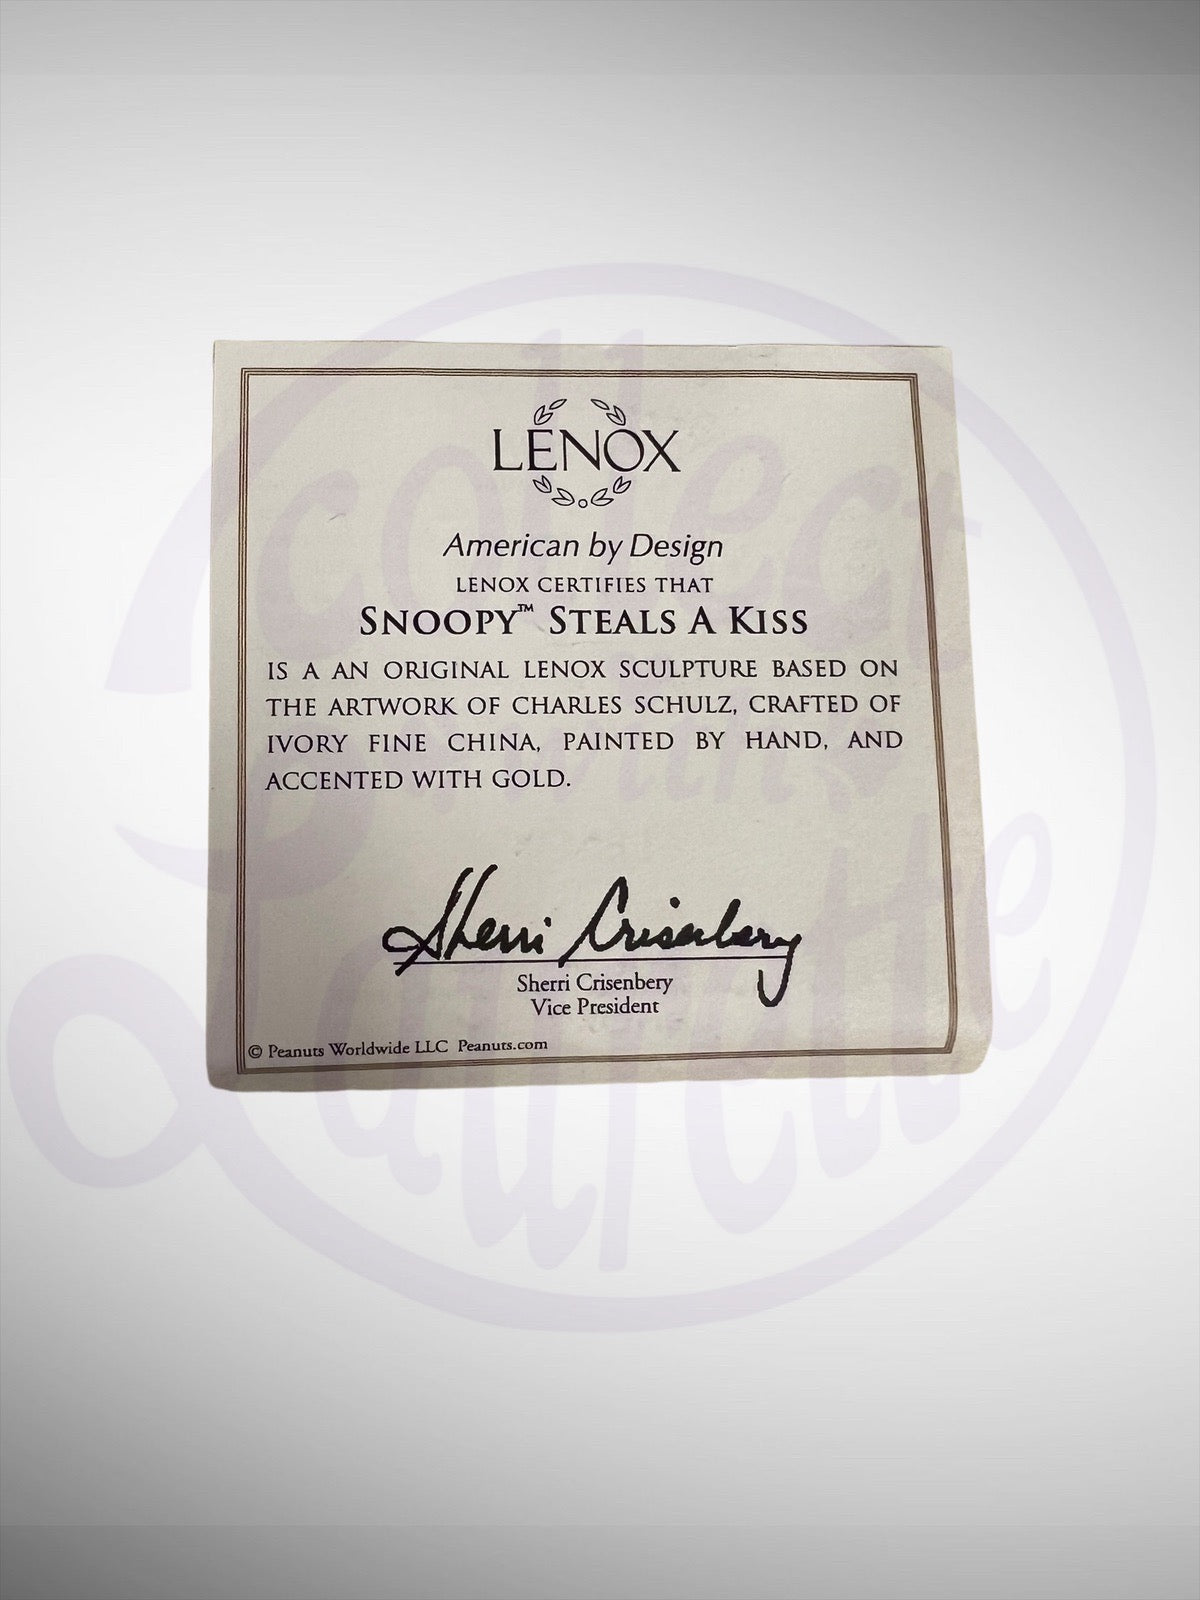 LENOX
American by Design
LENOX CERTIFIES THAT
SNOOPY™ STEALS A KISS
IS A AN ORIGINAL LENOX SCULPTURE BASED ON
THE ARTWORK OF CHARLES SCHULZ, CRAFTED OF
IVORY FINE CHINA, PAINTED BY HAND, AND
ACCENTED WITH GOLD.
Sherri Crisenbery
Sherri Crisenbery
Vice President
© Peanuts Worldwide LLC Peanuts.com